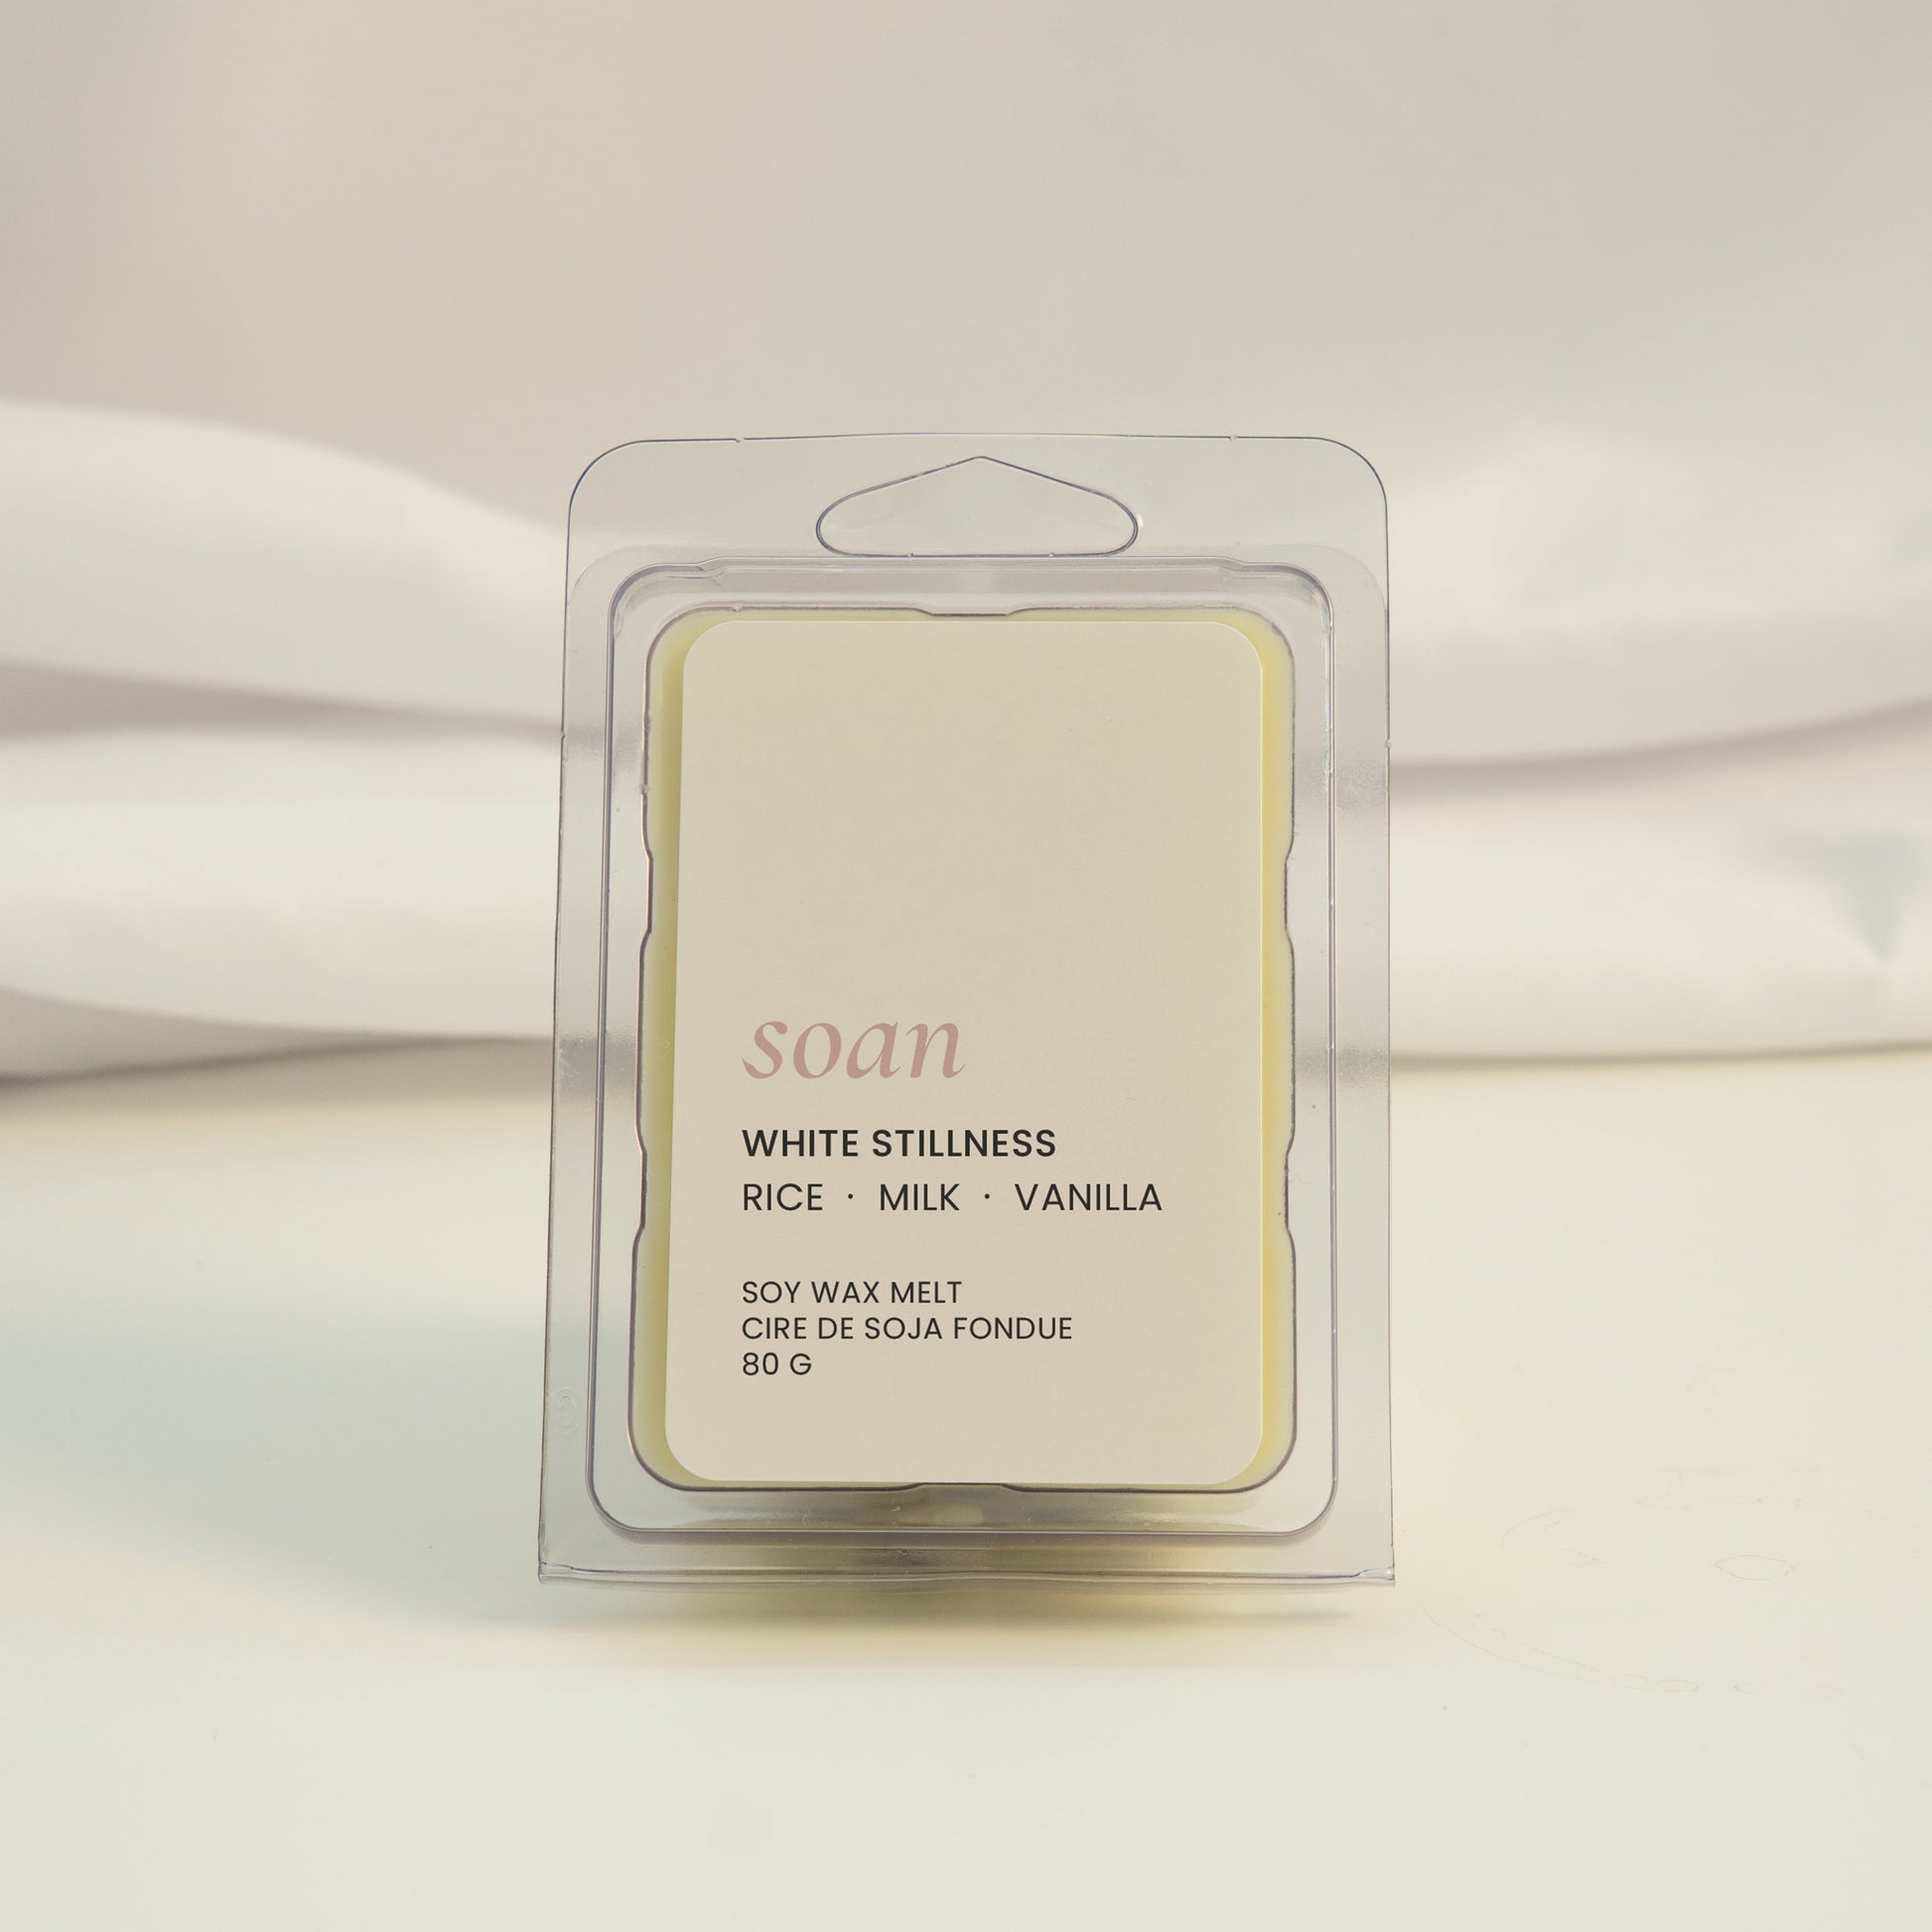 soan
WHITE STILLNESS
RICE · MILK · VANILLA
SOY WAX MELT
CIRE DE SOJA FONDUE
80 G